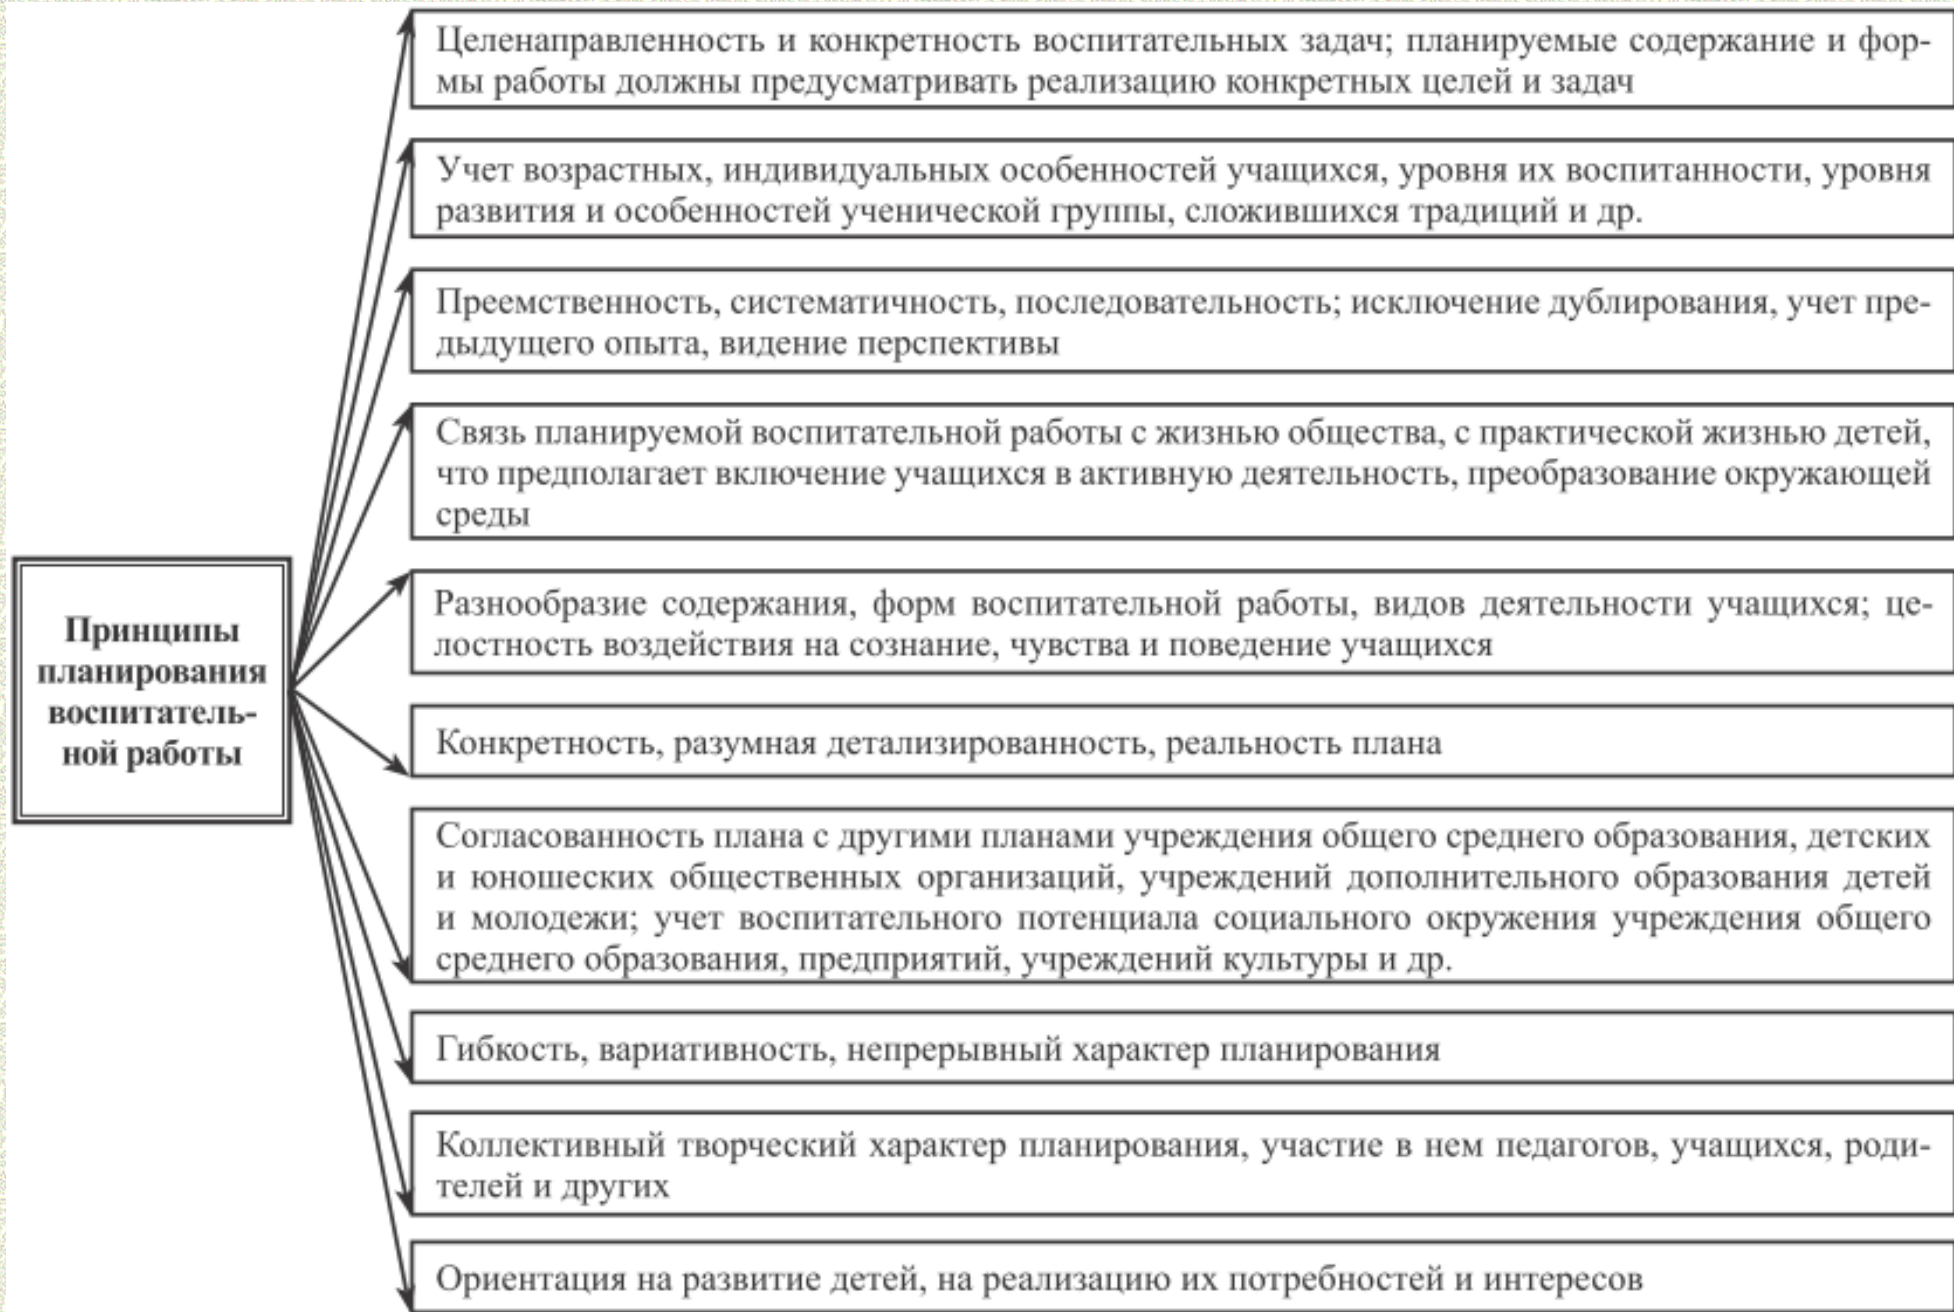 Целенаправленность и конкретность воспитательных задач; планируемые содержание и фор-
мы работы должны предусматривать реализацию конкретных целей и задач
Учет возрастных, индивидуальных особенностей учащихся, уровня их воспитанности, уровня
развития и особенностей ученической группы, сложившихся традиций и др.
Преемственность, систематичность, последовательность; исключение дублирования, учет пре-
дыдущего опыта, видение перспективы
Связь планируемой воспитательной работы с жизнью общества, с практической жизнью детей,
что предполагает включение учащихся в активную деятельность, преобразование окружающей
среды
Принципы
планирования
воспитатель-
ной работы
Разнообразие содержания, форм воспитательной работы, видов деятельности учащихся; це-
лостность воздействия на сознание, чувства и поведение учащихся
Конкретность, разумная детализированность, реальность плана
Согласованность плана с другими планами учреждения общего среднего образования, детских
и юношеских общественных организаций, учреждений дополнительного образования детей
и молодежи; учет воспитательного потенциала социального окружения учреждения общего
среднего образования, предприятий, учреждений культуры и др.
Гибкость, вариативность, непрерывный характер планирования
Коллективный творческий характер планирования, участие в нем педагогов, учащихся, роди-
телей и других
Ориентация на развитие детей, на реализацию их потребностей и интересов